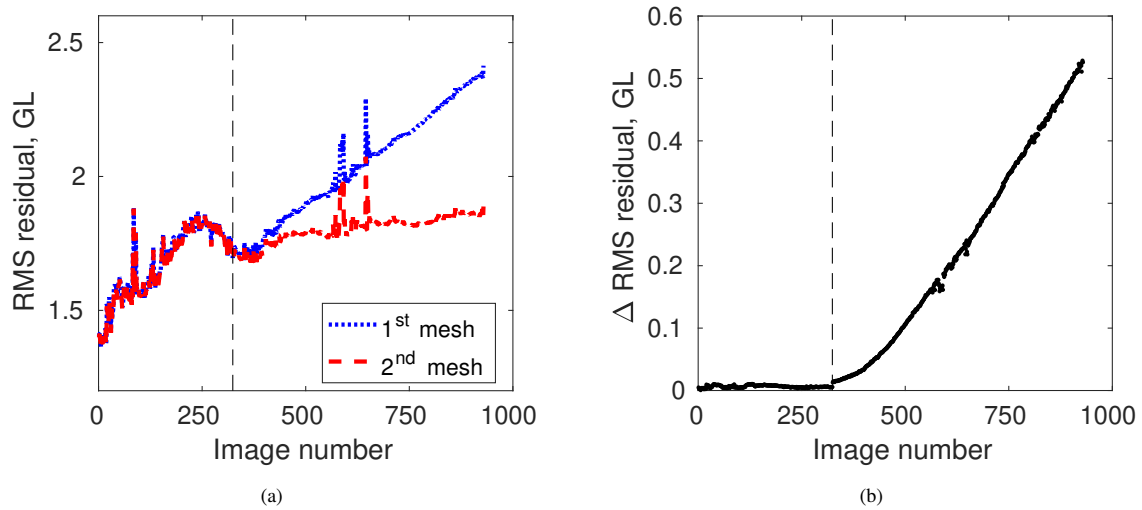 2.5
2
1.5
RMS residual, GL
1st mesh
2nd mesh
0 250 500 750 1000
Image number
(a)
0.6
0.5
0.4
0.3
0.2
0.1
0
Δ RMS residual, GL
0 250 500 750 1000
Image number
(b)